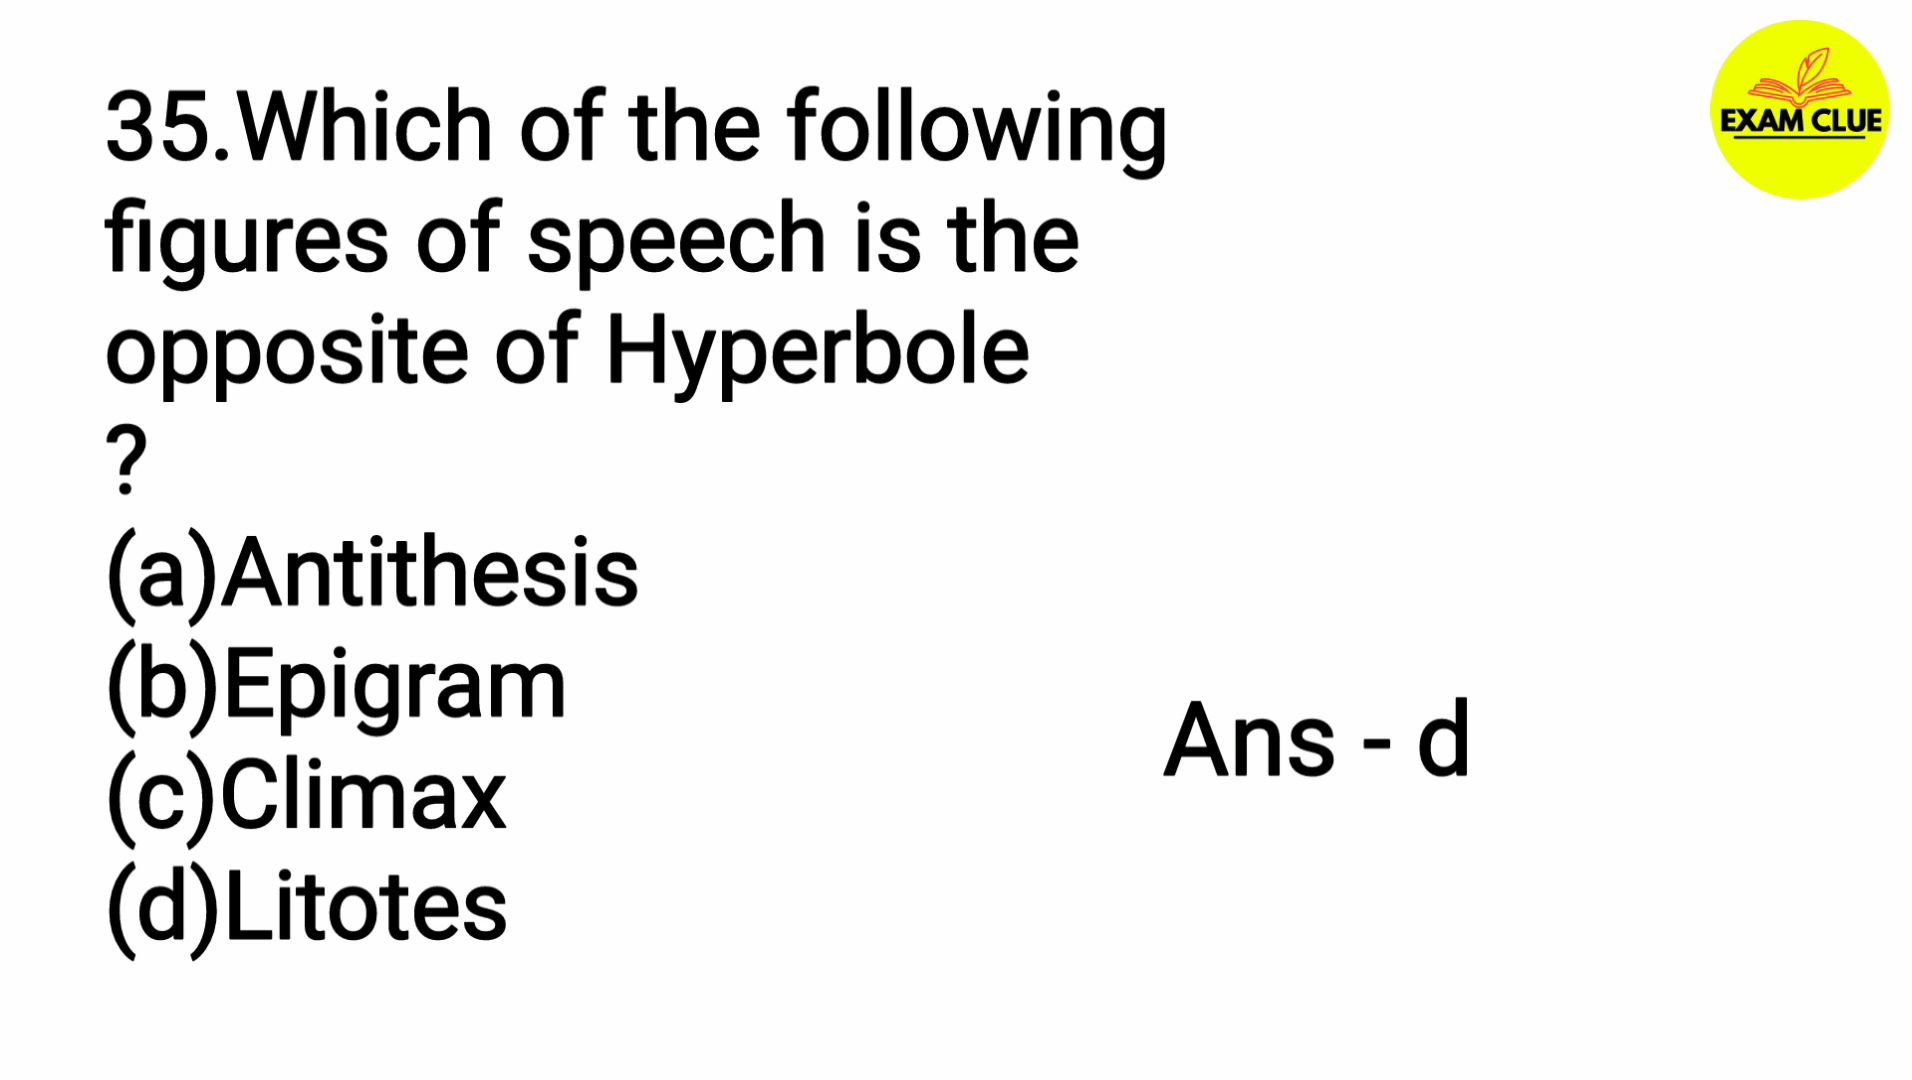 35.Which of the following
figures of speech is the
opposite of Hyperbole
?
(a)Antithesis
(b)Epigram
(c)Climax
(d)Litotes
Ans - d
EXAM CLUE